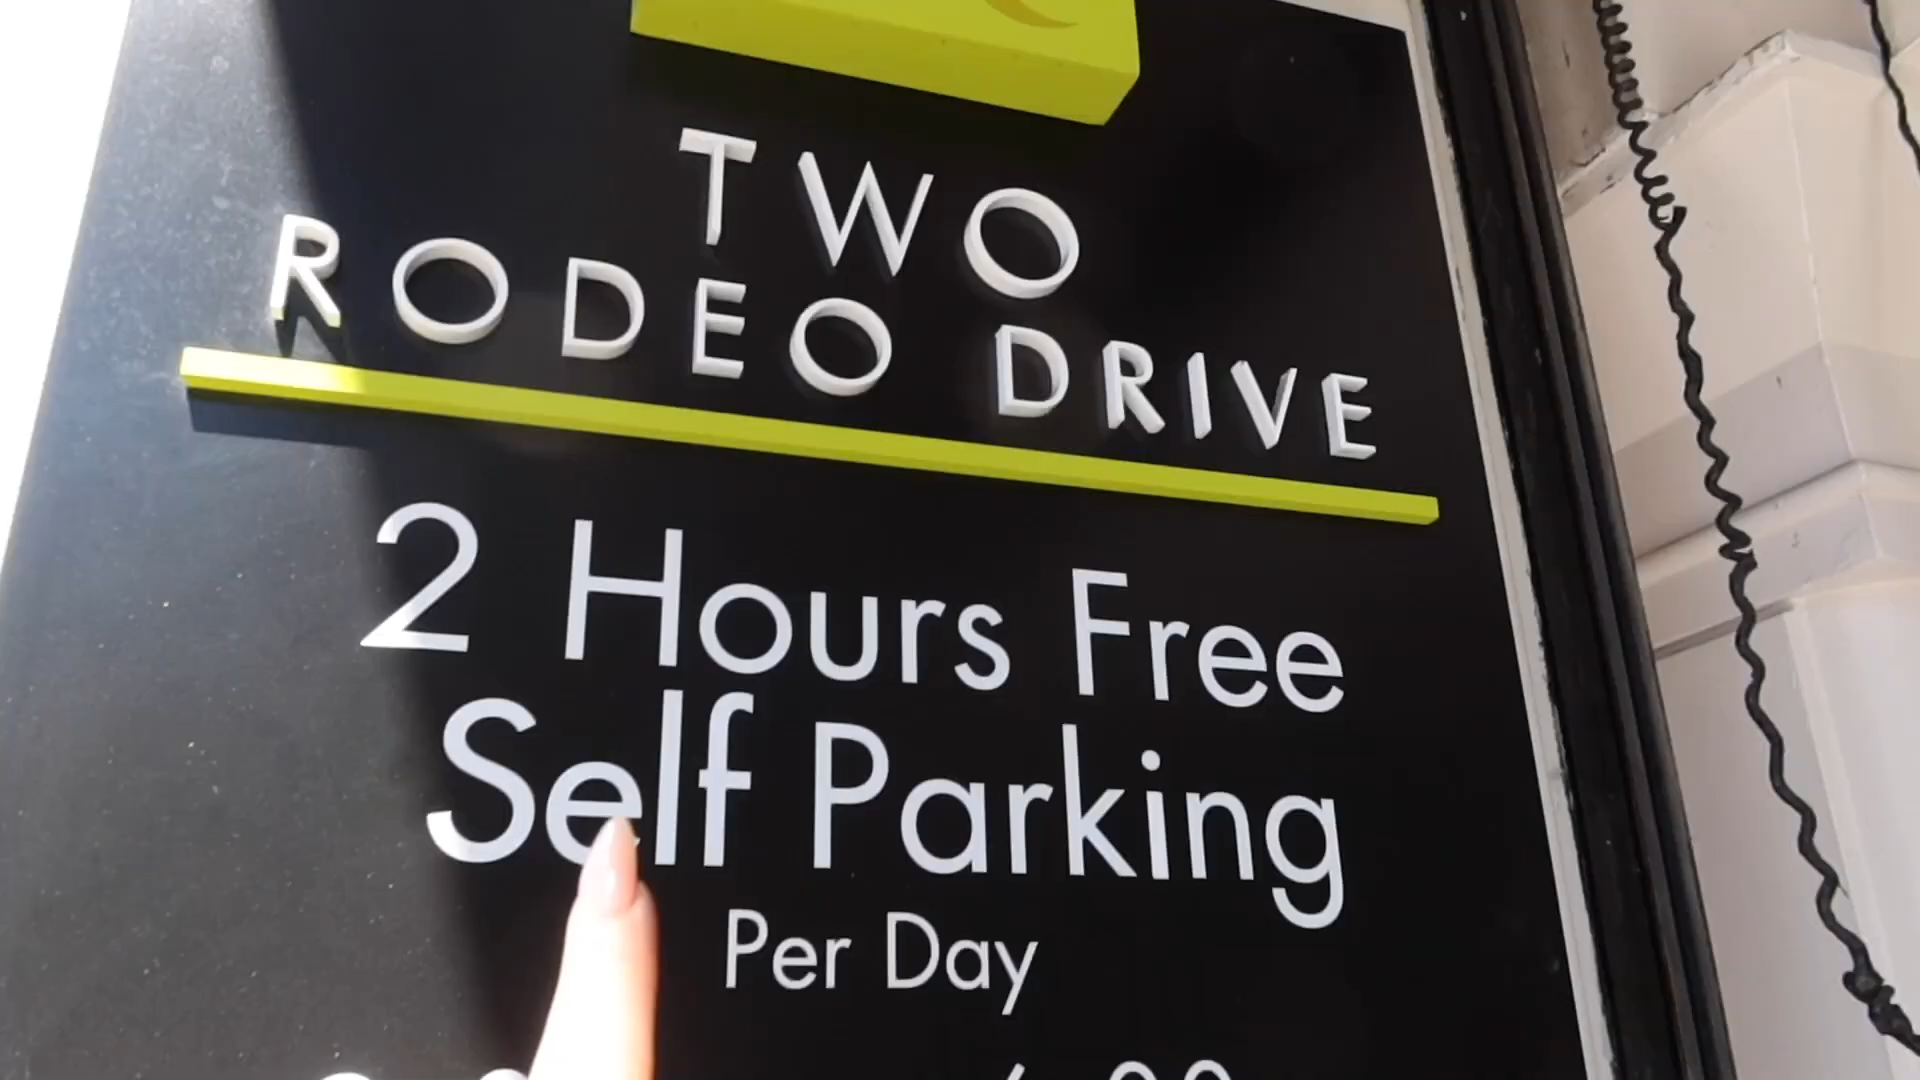 TWO
RODEO DRIVE
2 Hours Free
Self Parking
Per Day